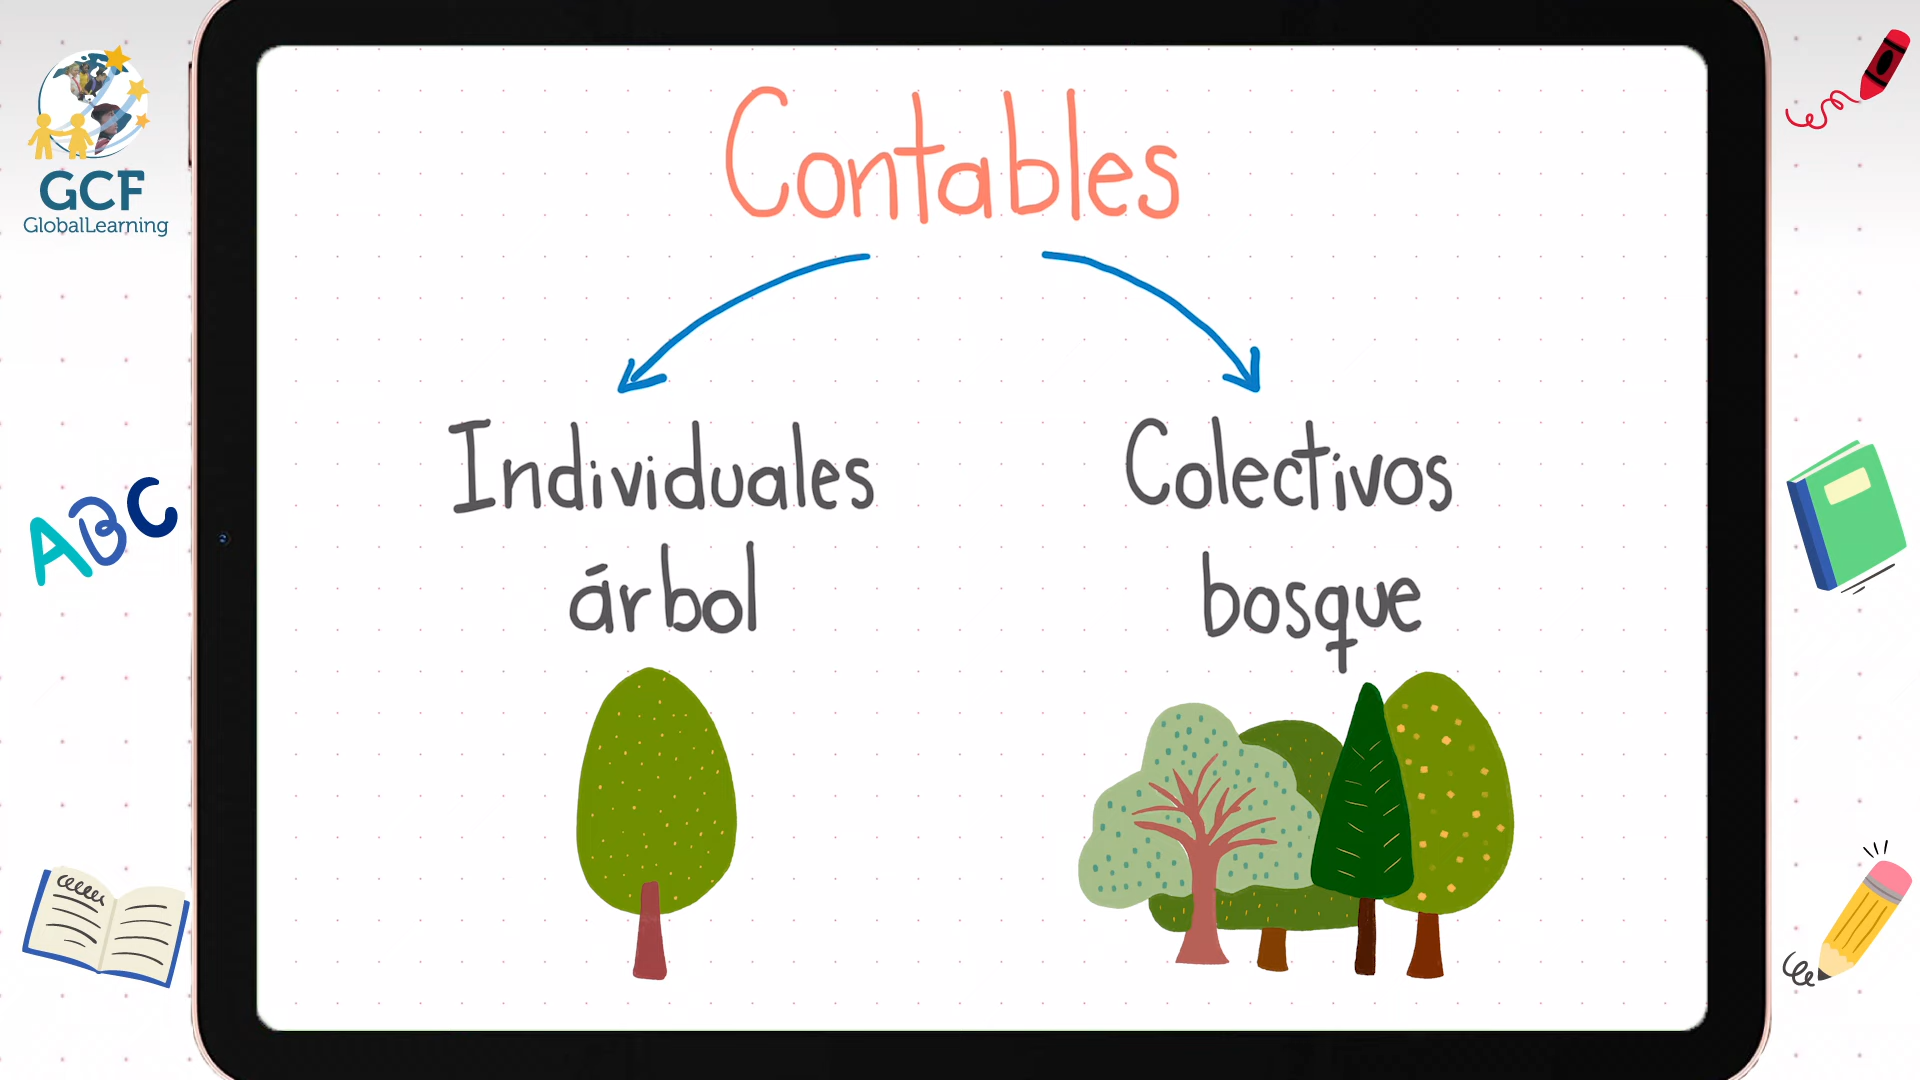 GCF
GlobalLearning
Contables
Individuales
Colectivos
árbol
bosque
ABC